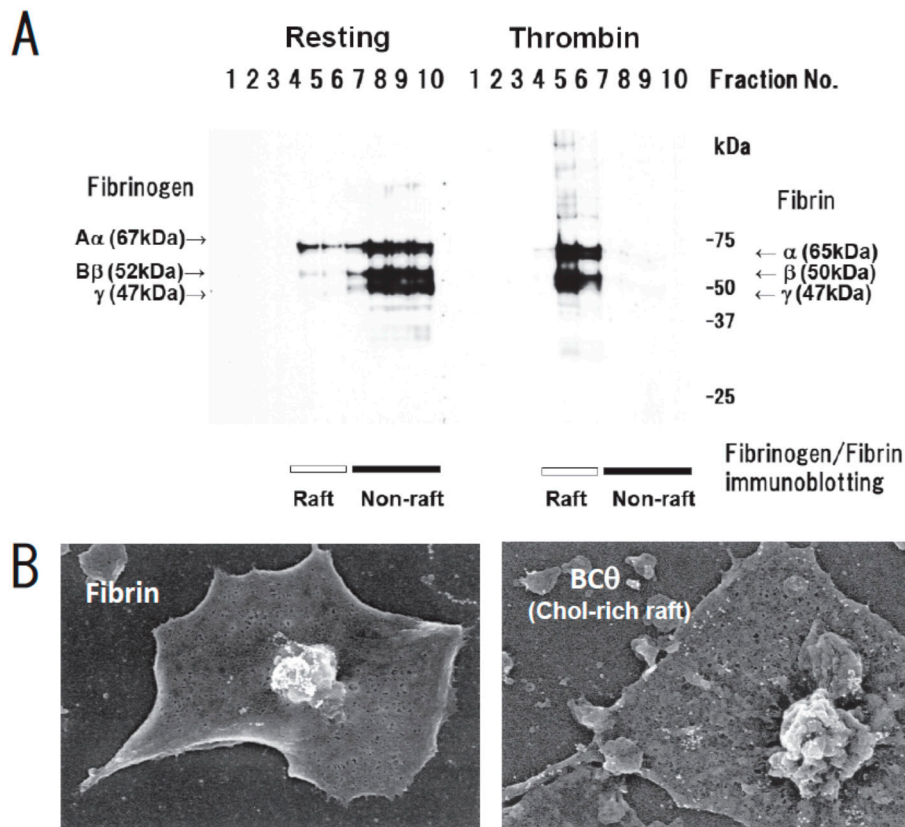 A
Resting Thrombin
1 2 3 4 5 6 7 8 9 10 1 2 3 4 5 6 7 8 9 10 Fraction No.
kDa
Fibrinogen Fibrin
Aα (67kDa)→ -75 ← α (65kDa)
Bβ (52kDa)→ ← β (50kDa)
γ (47kDa)→ -50 ← γ (47kDa)
-37
-25
Raft Non-raft Raft Non-raft Fibrinogen/Fibrin
immunoblotting
B
Fibrin BCθ
(Chol-rich raft)